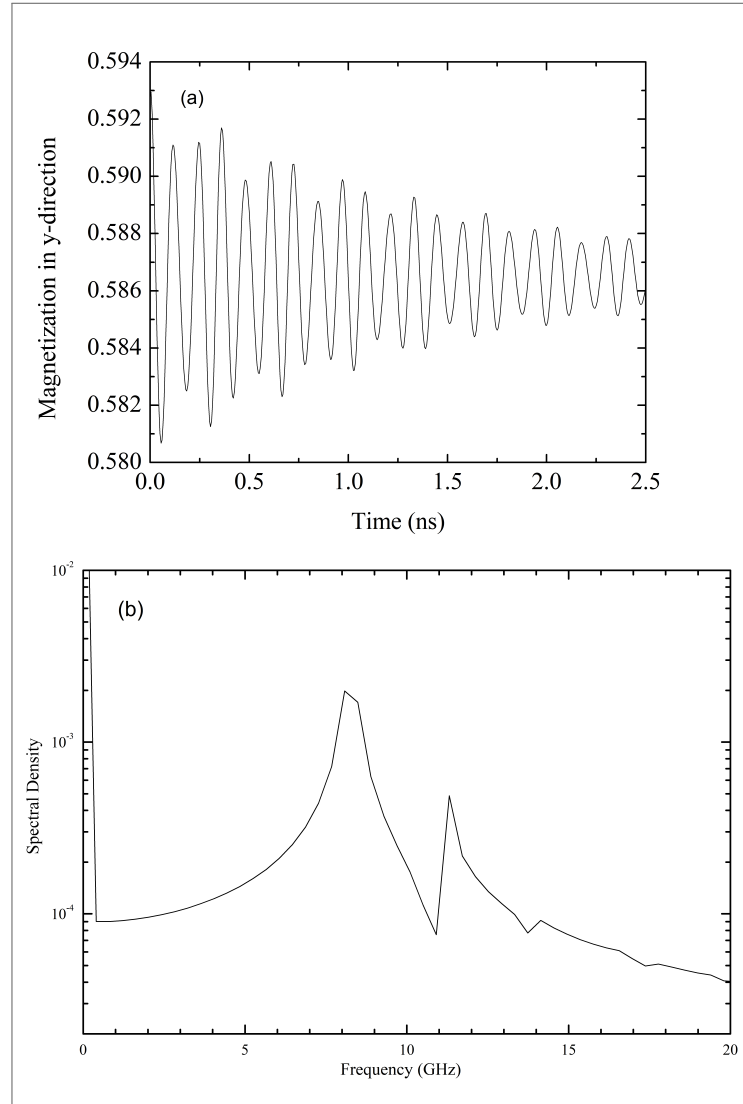 0.594
0.592
0.590
0.588
0.586
0.584
0.582
0.580
(a)
Magnetization in y-direction
0.0 0.5 1.0 1.5 2.0 2.5
Time (ns)
10⁻²
10⁻³
10⁻⁴
(b)
Spectral Density
0 5 10 15 20
Frequency (GHz)